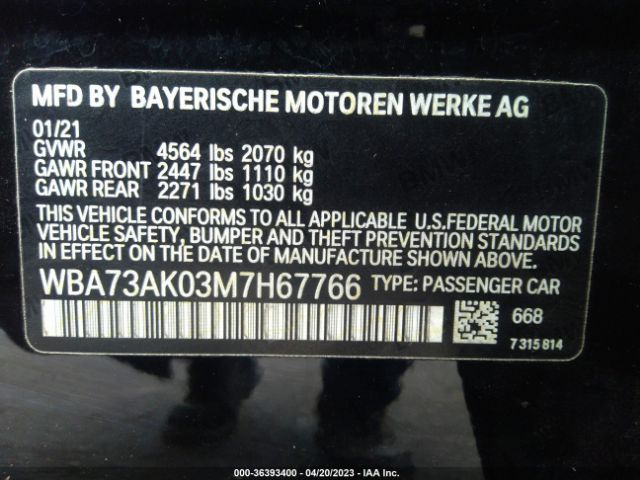 MFD BY BAYERISCHE MOTOREN WERKE AG
01/21
GVWR 4564 lbs 2070 kg
GAWR FRONT 2447 lbs 1110 kg
GAWR REAR 2271 lbs 1030 kg
THIS VEHICLE CONFORMS TO ALL APPLICABLE U.S.FEDERAL MOTOR
VEHICLE SAFETY, BUMPER AND THEFT PREVENTION STANDARDS
IN EFFECT ON THE DATE OF MANUFACTURE SHOWN ABOVE.
WBA73AK03M7H67766 TYPE: PASSENGER CAR
668
7315814
000-36393400 - 04/20/2023 - IAA Inc.